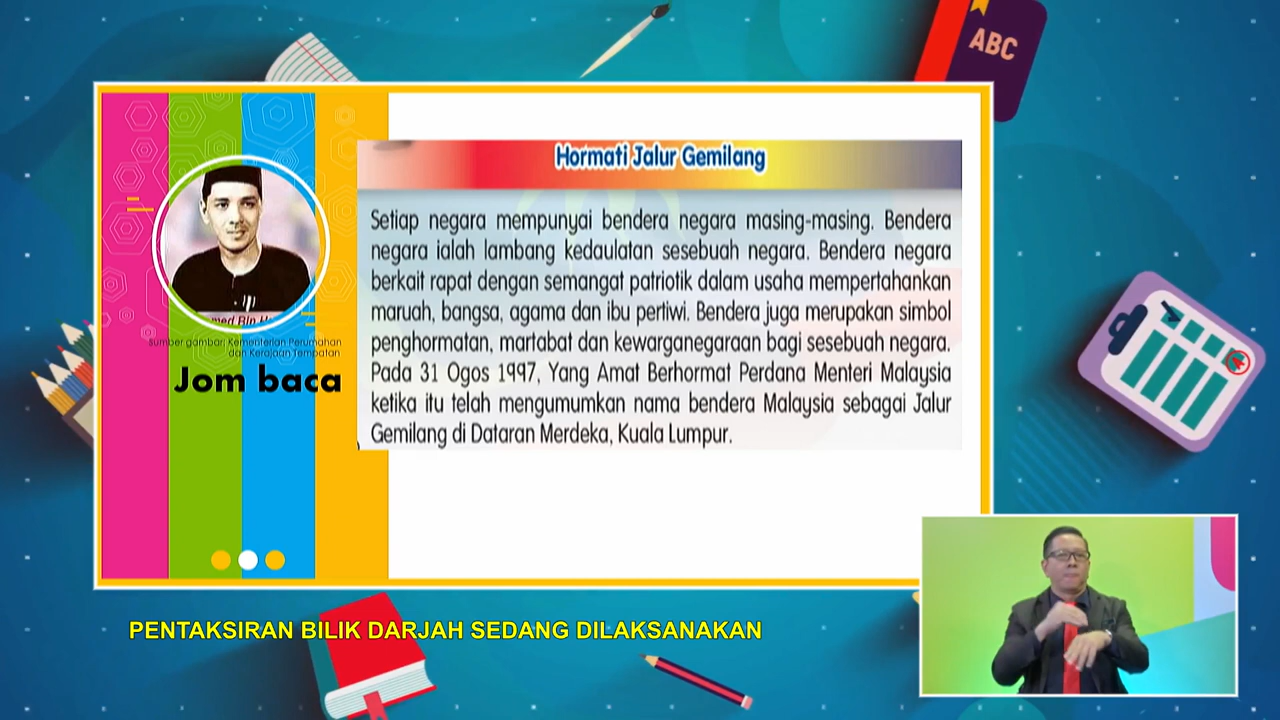 ABC
Hormati Jalur Gemilang
Setiap negara mempunyai bendera negara masing-masing. Bendera
negara ialah lambang kedaulatan sesebuah negara. Bendera negara
berkait rapat dengan semangat patriotik dalam usaha mempertahankan
maruah, bangsa, agama dan ibu pertiwi. Bendera juga merupakan simbol
penghormatan, martabat dan kewarganegaraan bagi sesebuah negara.
Pada 31 Ogos 1997, Yang Amat Berhormat Perdana Menteri Malaysia
ketika itu telah mengumumkan nama bendera Malaysia sebagai Jalur
Gemilang di Dataran Merdeka, Kuala Lumpur.
Sumber gambar: Kementerian Perumahan
dan Kerajaan Tempatan
Jom baca
PENTAKSIRAN BILIK DARJAH SEDANG DILAKSANAKAN